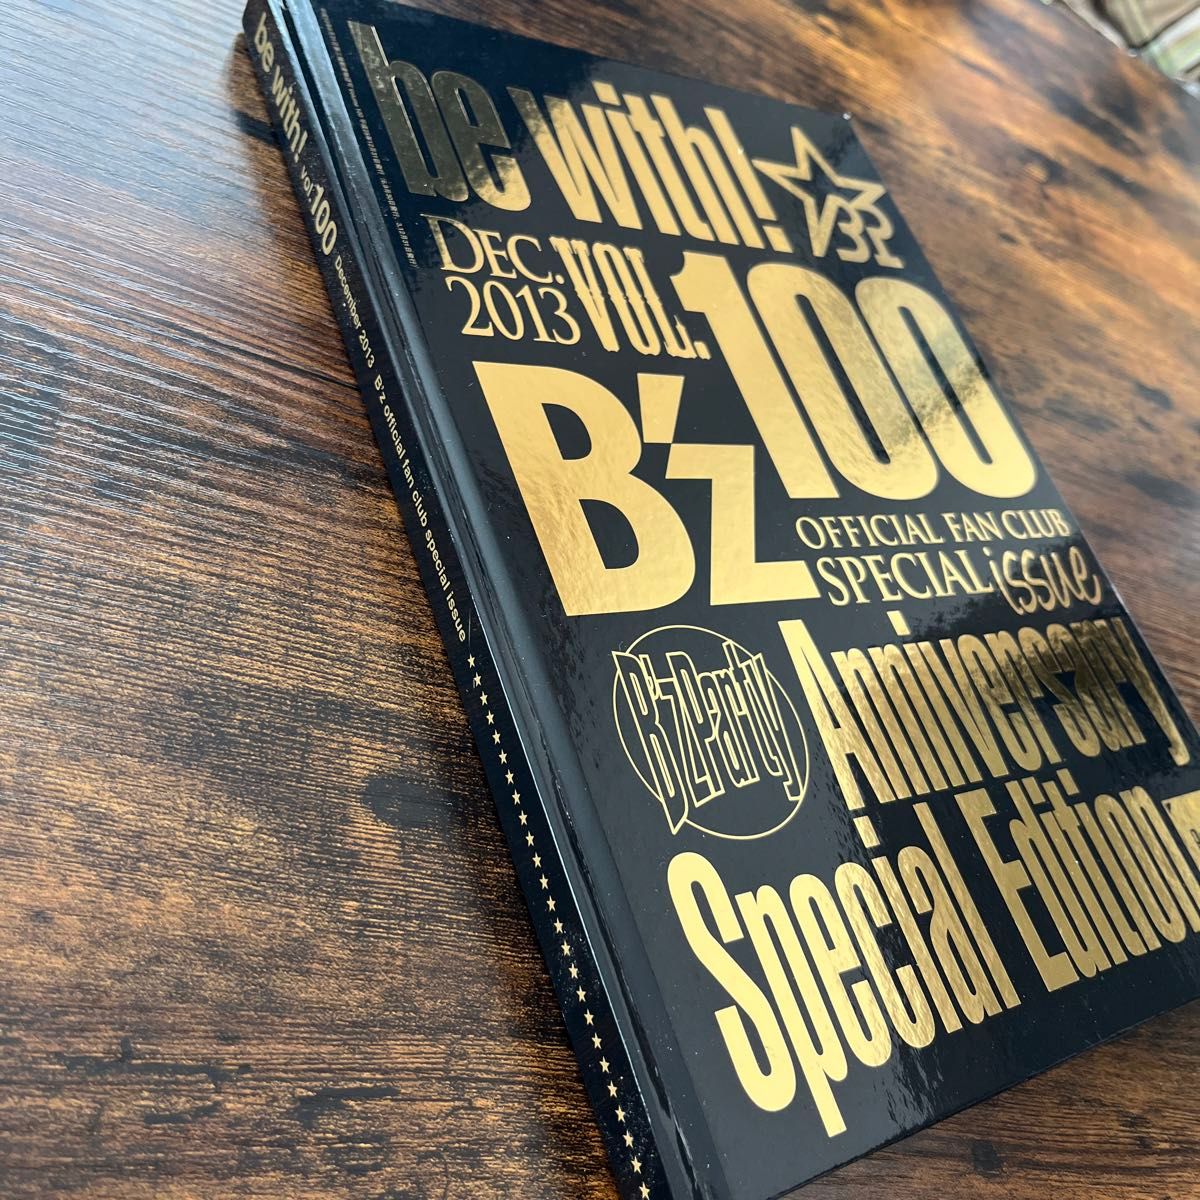 be with!
DEC.
2013
VOL.100
B'z
OFFICIAL FAN CLUB
SPECIAL issue
B'z Party
Anniversary
Special Edition
be with! vol.100 December 2013 B'z official fan club special issue